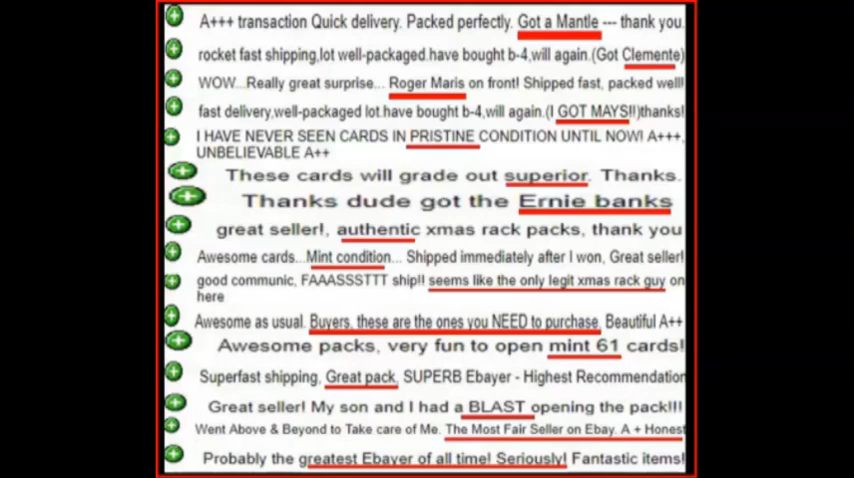 A+++ transaction Quick delivery. Packed perfectly. Got a Mantle --- thank you.
rocket fast shipping,lot well-packaged.have bought b-4,will again.(Got Clemente)
WOW...Really great surprise... Roger Maris on front! Shipped fast, packed well!
fast delivery,well-packaged lot.have bought b-4,will again.(I GOT MAYS!!)thanks!
I HAVE NEVER SEEN CARDS IN PRISTINE CONDITION UNTIL NOW! A+++,
UNBELIEVABLE A++
These cards will grade out superior. Thanks.
Thanks dude got the Ernie banks
great seller!, authentic xmas rack packs, thank you
Awesome cards...Mint condition... Shipped immediately after I won, Great seller!
good communic, FAAASSSTTT ship!! seems like the only legit xmas rack guy on
here
Awesome as usual. Buyers, these are the ones you NEED to purchase. Beautiful A++
Awesome packs, very fun to open mint 61 cards!
Superfast shipping, Great pack, SUPERB Ebayer - Highest Recommendation
Great seller! My son and I had a BLAST opening the pack!!!
Went Above & Beyond to Take care of Me. The Most Fair Seller on Ebay. A + Honest
Probably the greatest Ebayer of all time! Seriously! Fantastic items!